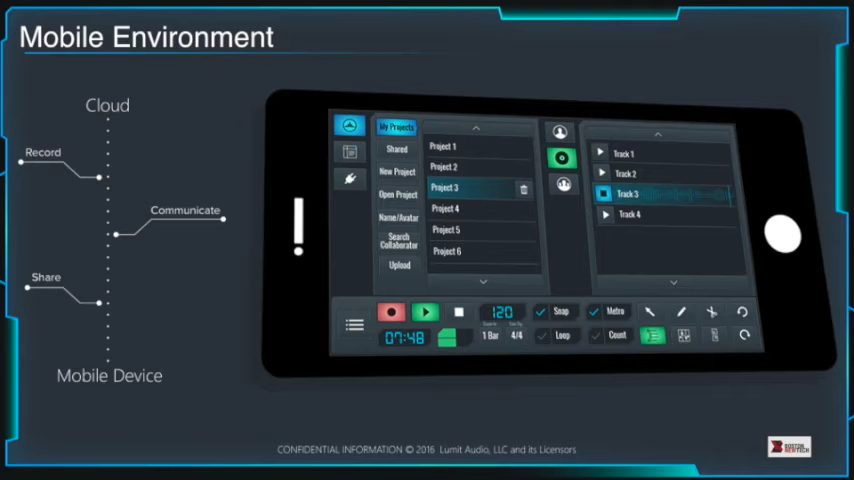 Mobile Environment
Cloud
Record
Communicate
Share
Mobile Device
My Projects
Shared
New Project
Open Project
Name/Avatar
Search
Collaborator
Upload
Project 1
Project 2
Project 3
Project 4
Project 5
Project 6
Track 1
Track 2
Track 3
Track 4
120
Snap
Metro
07:48
1 Bar
4/4
Loop
Count
CONFIDENTIAL INFORMATION © 2016 Lumit Audio, LLC and its Licensors
BOSTON
NEWTECH